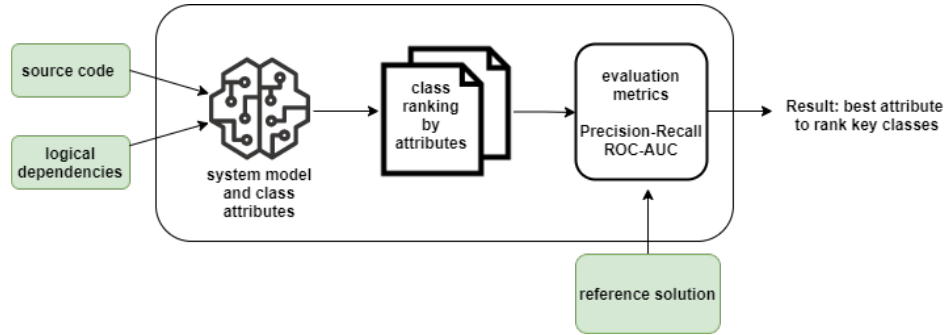 source code
logical
dependencies
system model
and class
attributes
class
ranking
by
attributes
evaluation
metrics
Precision-Recall
ROC-AUC
Result: best attribute
to rank key classes
reference solution